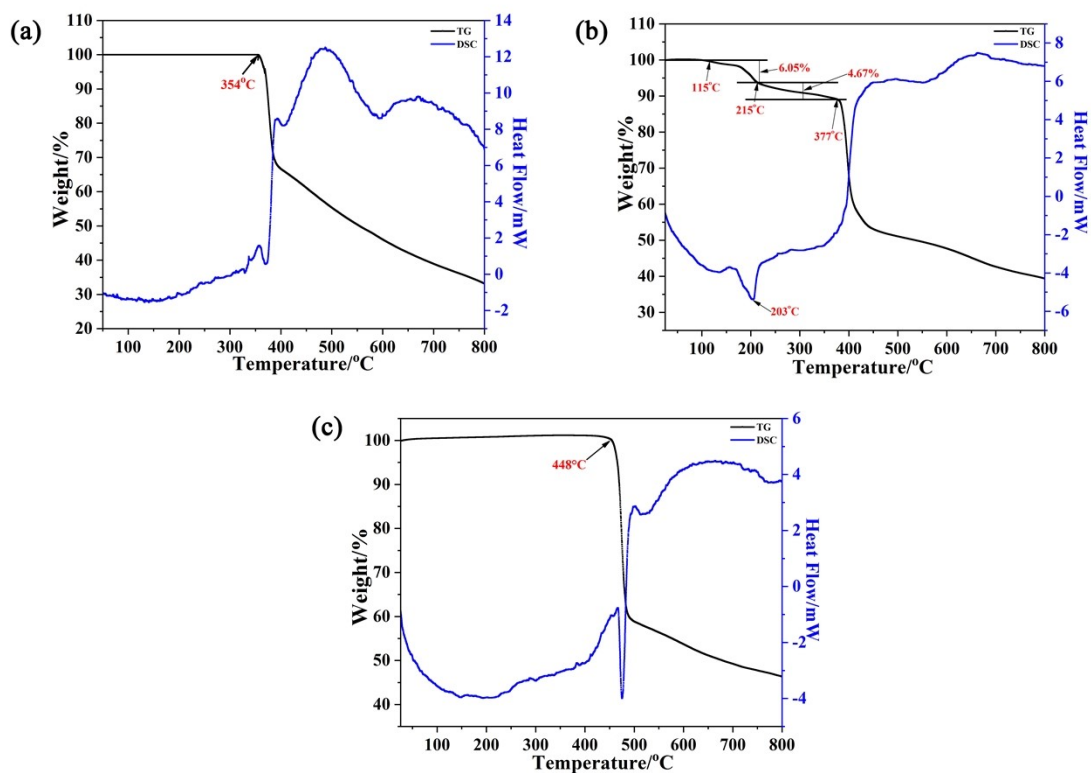 (a)
TG
DSC
354°C
Weight/%
100
90
80
70
60
50
40
30
20
100 200 300 400 500 600 700 800
Temperature/°C
14
12
10
8
6
4
2
0
-2
Heat Flow/mW
(b)
TG
DSC
6.05%
4.67%
115°C
215°C
377°C
203°C
Weight/%
110
100
90
80
70
60
50
40
30
100 200 300 400 500 600 700 800
Temperature/°C
8
6
4
2
0
-2
-4
-6
Heat Flow/mW
(c)
TG
DSC
448°C
Weight/%
100
90
80
70
60
50
40
100 200 300 400 500 600 700 800
Temperature/°C
6
4
2
0
-2
-4
Heat Flow/mW